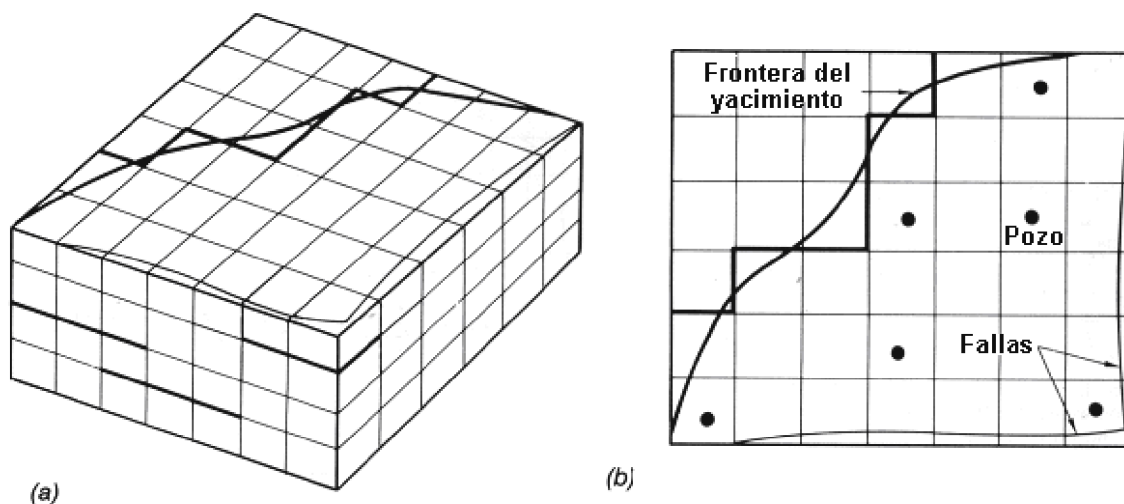 (a)
Frontera del
yacimiento
Pozo
Fallas
(b)